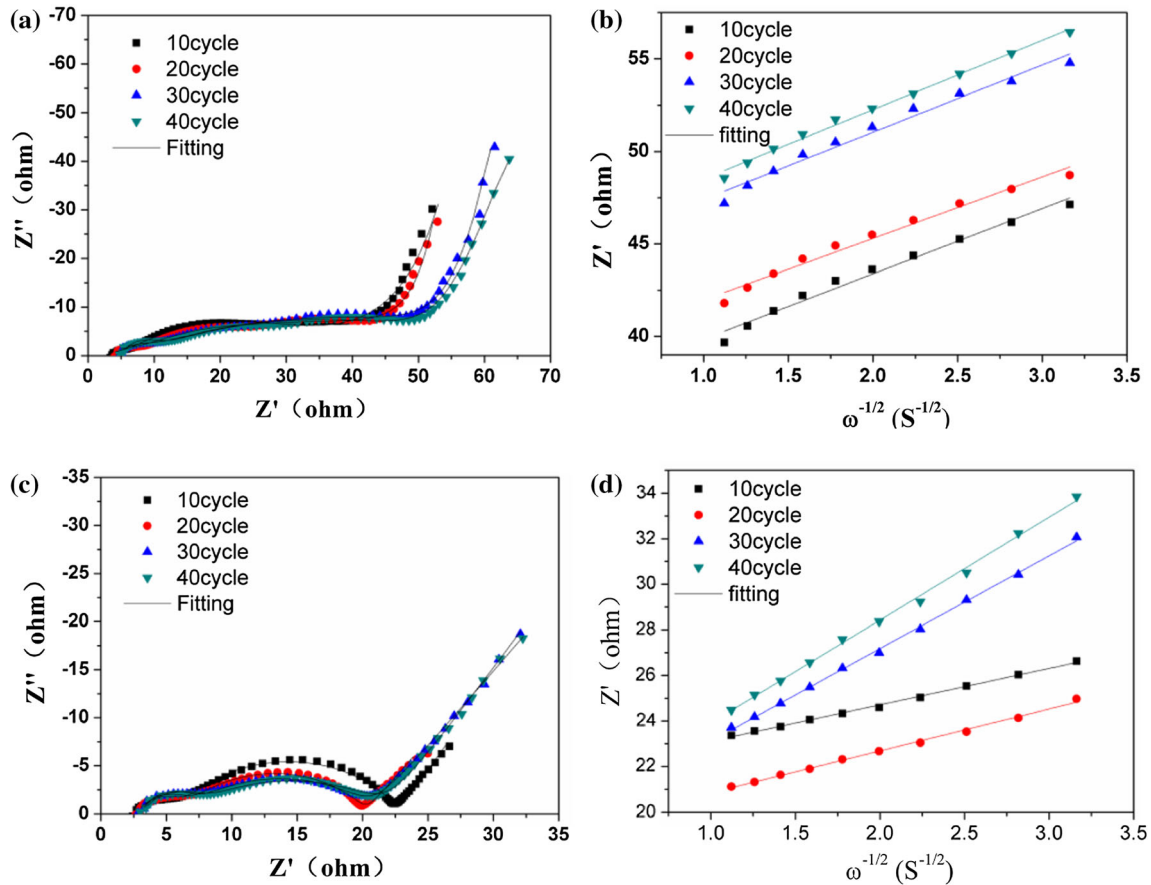 (a)
-70
-60
-50
-40
-30
-20
-10
0
Z'' (ohm)
10cycle
20cycle
30cycle
40cycle
Fitting
0 10 20 30 40 50 60 70
Z'（ohm）
(b)
55
50
45
40
Z'（ohm）
10cycle
20cycle
30cycle
40cycle
fitting
1.0 1.5 2.0 2.5 3.0 3.5
ω-1/2 (S-1/2)
(c)
-35
-30
-25
-20
-15
-10
-5
0
Z'' (ohm)
10cycle
20cycle
30cycle
40cycle
Fitting
0 5 10 15 20 25 30 35
Z'（ohm）
(d)
34
32
30
28
26
24
22
20
Z'（ohm）
10cycle
20cycle
30cycle
40cycle
fitting
1.0 1.5 2.0 2.5 3.0 3.5
ω-1/2 (S-1/2)